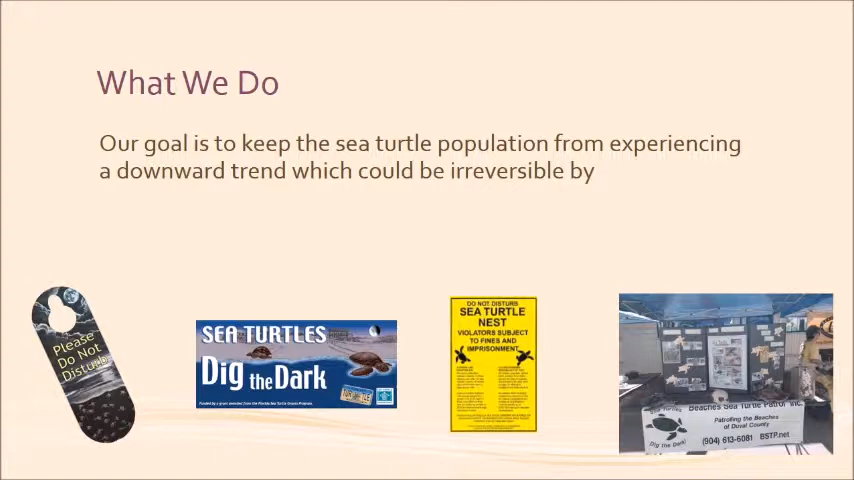 What We Do
Our goal is to keep the sea turtle population from experiencing
a downward trend which could be irreversible by
Please
Do Not
Disturb
SEA TURTLES
Dig the Dark
DO NOT DISTURB
SEA TURTLE
NEST
VIOLATORS SUBJECT
TO FINES AND
IMPRISONMENT
Beaches Sea Turtle Patrol Inc.
Patrolling the Beaches
of Duval County
Dig the Dark!
(904) 613-6081 BSTP.net